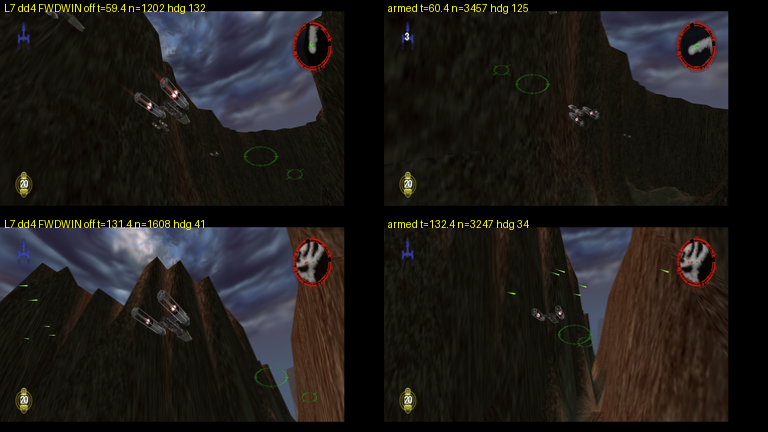 L7 dd4 FWDWIN off t=59.4 n=1202 hdg 132
armed t=60.4 n=3457 hdg 125
3
20
20
L7 dd4 FWDWIN off t=131.4 n=1608 hdg 41
armed t=132.4 n=3247 hdg 34
20
20